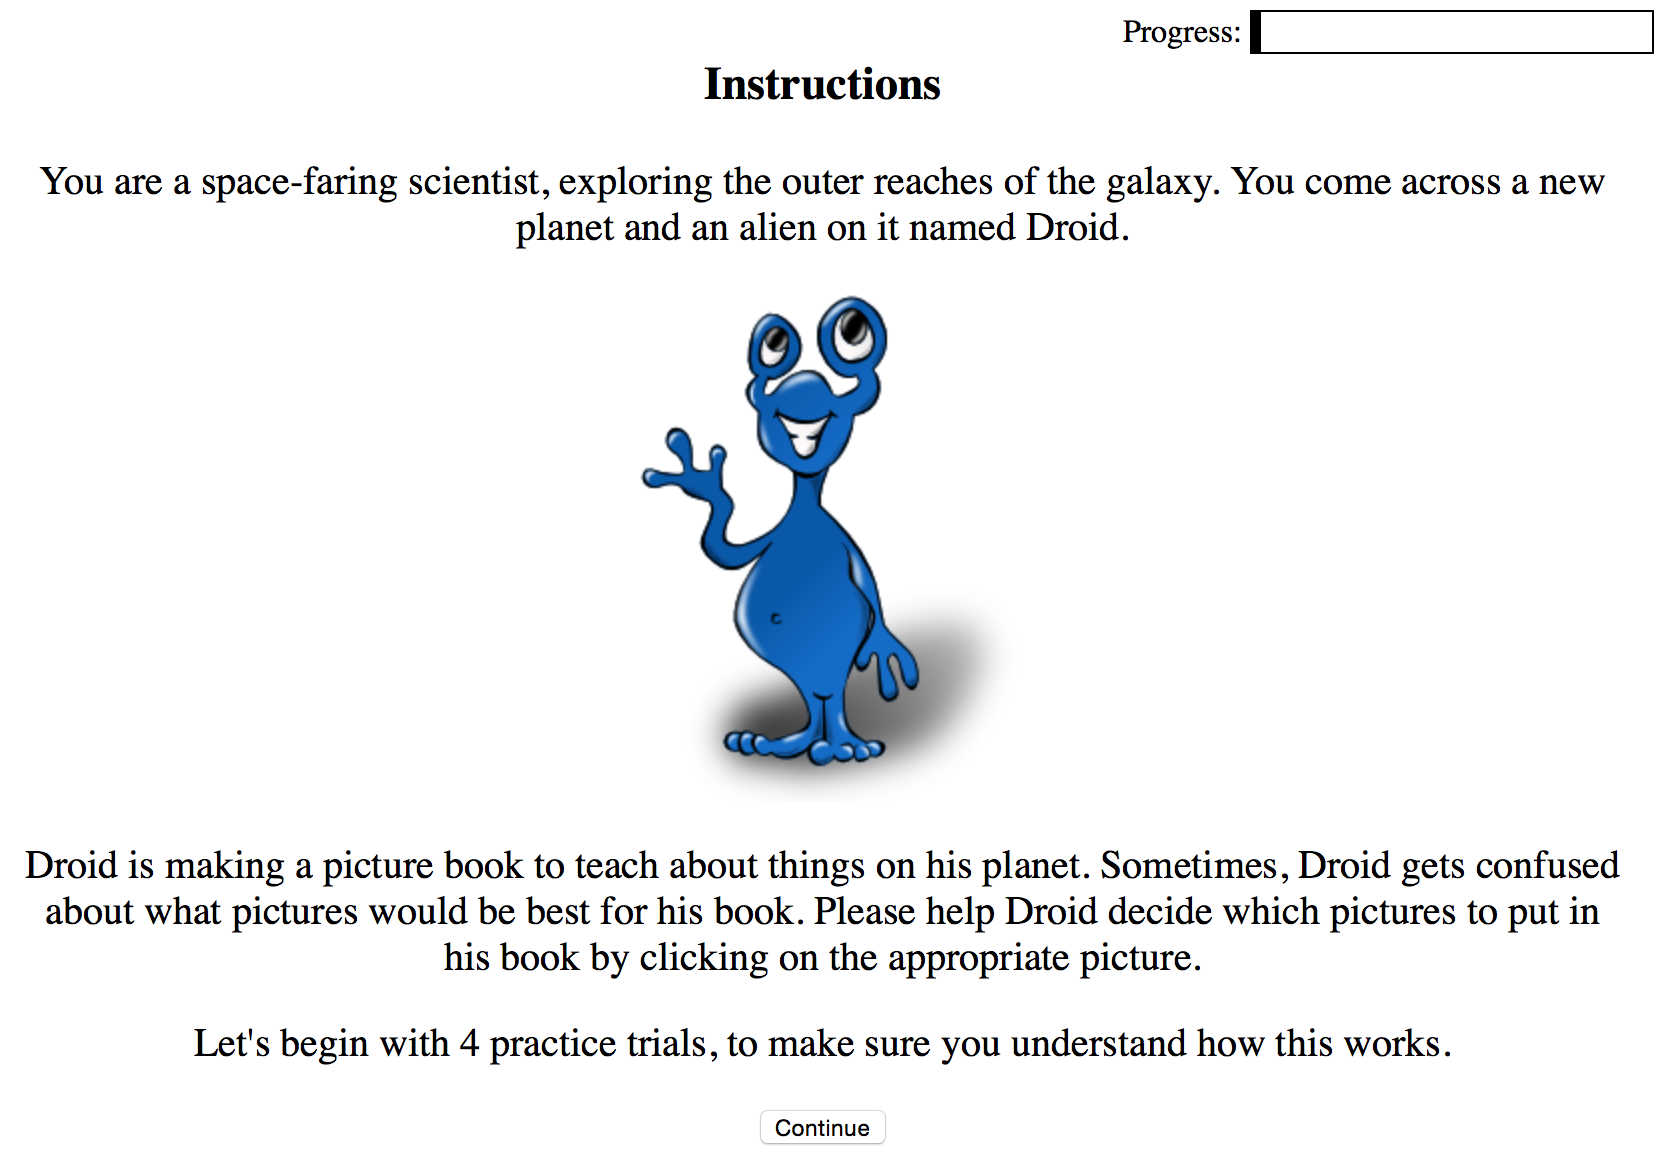 Progress:
Instructions
You are a space-faring scientist, exploring the outer reaches of the galaxy. You come across a new
planet and an alien on it named Droid.
Droid is making a picture book to teach about things on his planet. Sometimes, Droid gets confused
about what pictures would be best for his book. Please help Droid decide which pictures to put in
his book by clicking on the appropriate picture.
Let's begin with 4 practice trials, to make sure you understand how this works.
Continue